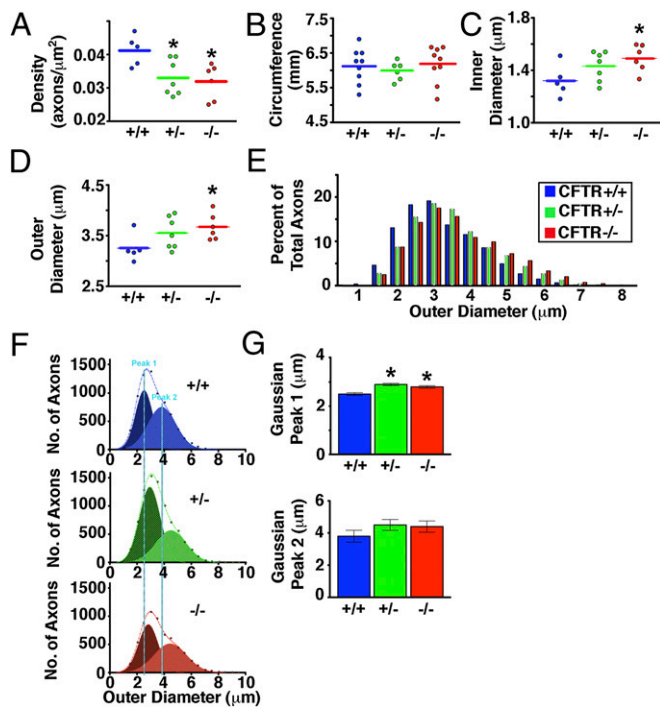 A
Density
(axons/μm²)
0.04
0.03
0.02
*
*
+/+
+/-
-/-
B
Circumference
(mm)
7.5
6.5
5.5
4.5
+/+
+/-
-/-
C
Inner
Diameter (μm)
1.8
1.4
1.0
*
+/+
+/-
-/-
D
Outer
Diameter (μm)
4.5
3.5
2.5
*
+/+
+/-
-/-
E
Percent of
Total Axons
20
10
0
CFTR+/+
CFTR+/-
CFTR-/-
1 2 3 4 5 6 7 8
Outer Diameter (μm)
F
No. of Axons
1500
1000
500
0
Peak 1
Peak 2
+/+
0 2 4 6 8 10
No. of Axons
1500
1000
500
0
+/-
0 2 4 6 8 10
No. of Axons
1500
1000
500
0
-/-
0 2 4 6 8 10
Outer Diameter (μm)
G
Gaussian
Peak 1 (μm)
4
2
0
*
*
+/+
+/-
-/-
Gaussian
Peak 2 (μm)
6
4
2
0
+/+
+/-
-/-